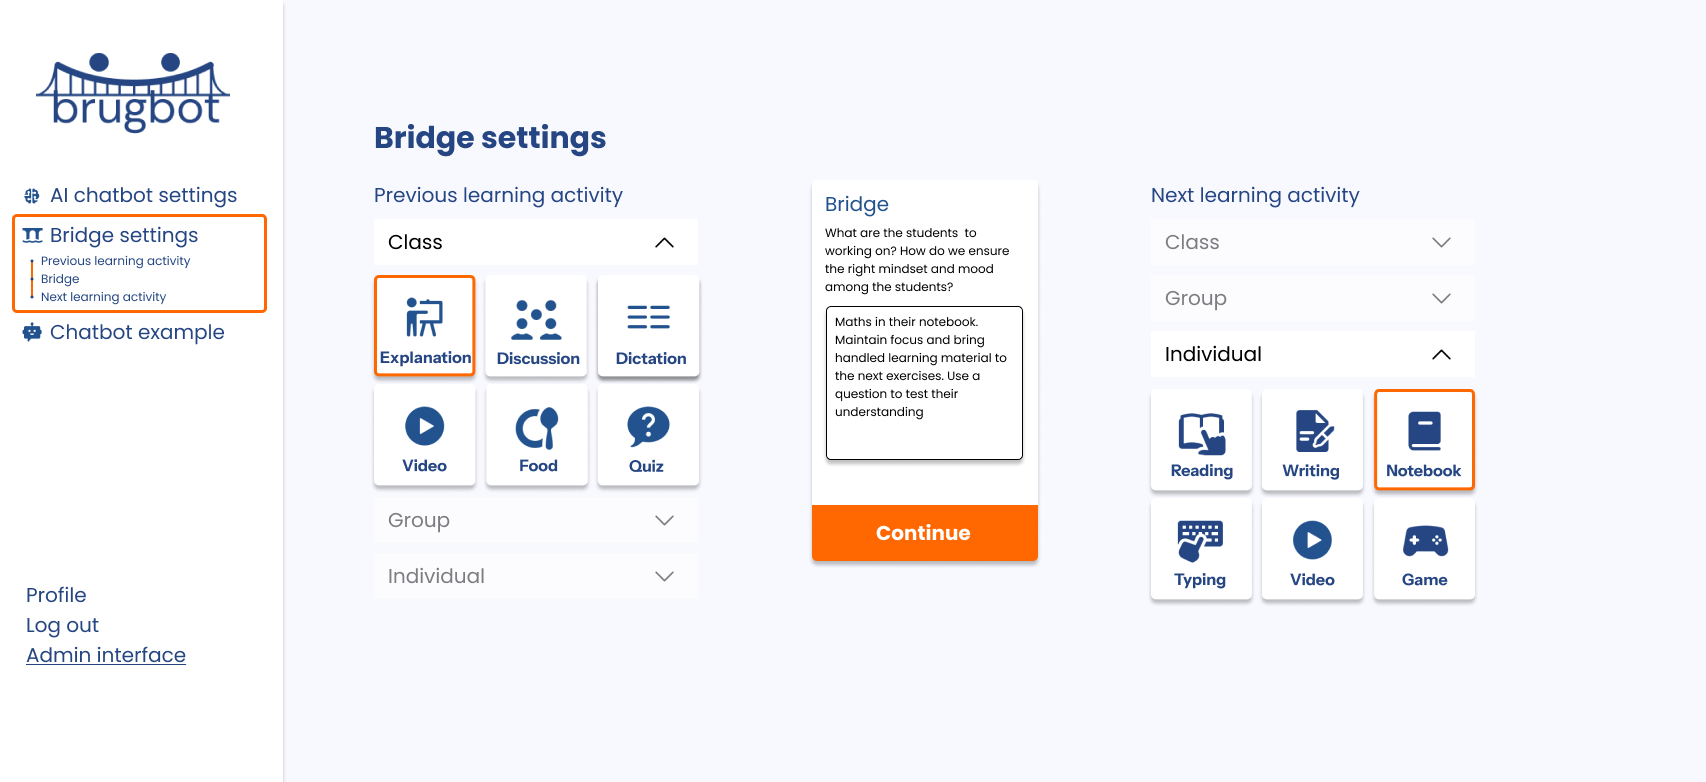 brugbot
AI chatbot settings
Bridge settings
Previous learning activity
Bridge
Next learning activity
Chatbot example
Profile
Log out
Admin interface
Bridge settings
Previous learning activity
Class
Explanation
Discussion
Dictation
Video
Food
Quiz
Group
Individual
Bridge
What are the students to
working on? How do we ensure
the right mindset and mood
among the students?
Maths in their notebook.
Maintain focus and bring
handled learning material to
the next exercises. Use a
question to test their
understanding
Continue
Next learning activity
Class
Group
Individual
Reading
Writing
Notebook
Typing
Video
Game